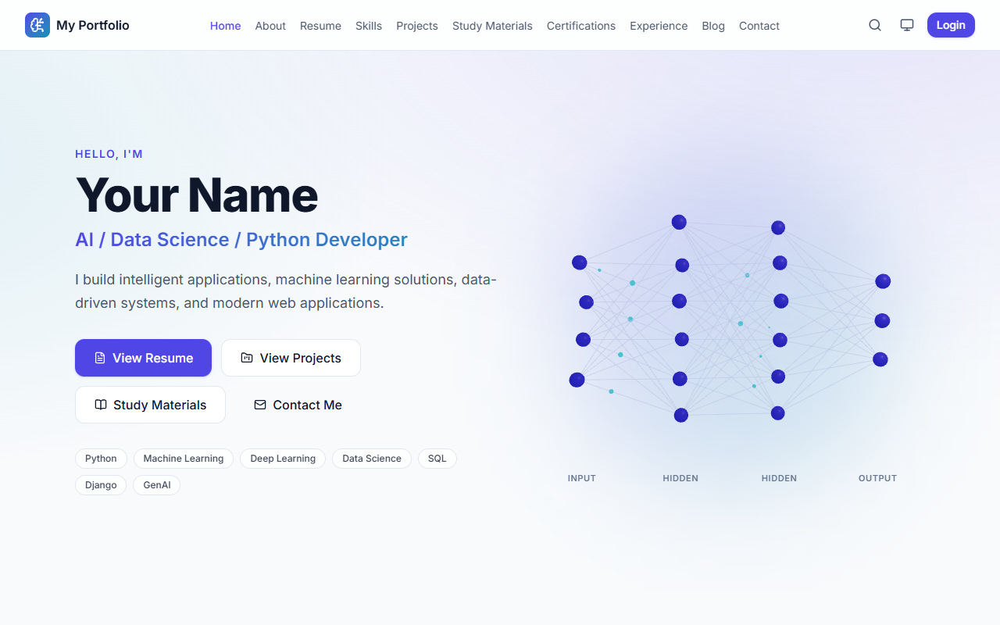 My Portfolio
Home About Resume Skills Projects Study Materials Certifications Experience Blog Contact
Login
HELLO, I'M
Your Name
AI / Data Science / Python Developer
I build intelligent applications, machine learning solutions, data-
driven systems, and modern web applications.
View Resume
View Projects
Study Materials
Contact Me
Python Machine Learning Deep Learning Data Science SQL
Django GenAI
INPUT HIDDEN HIDDEN OUTPUT